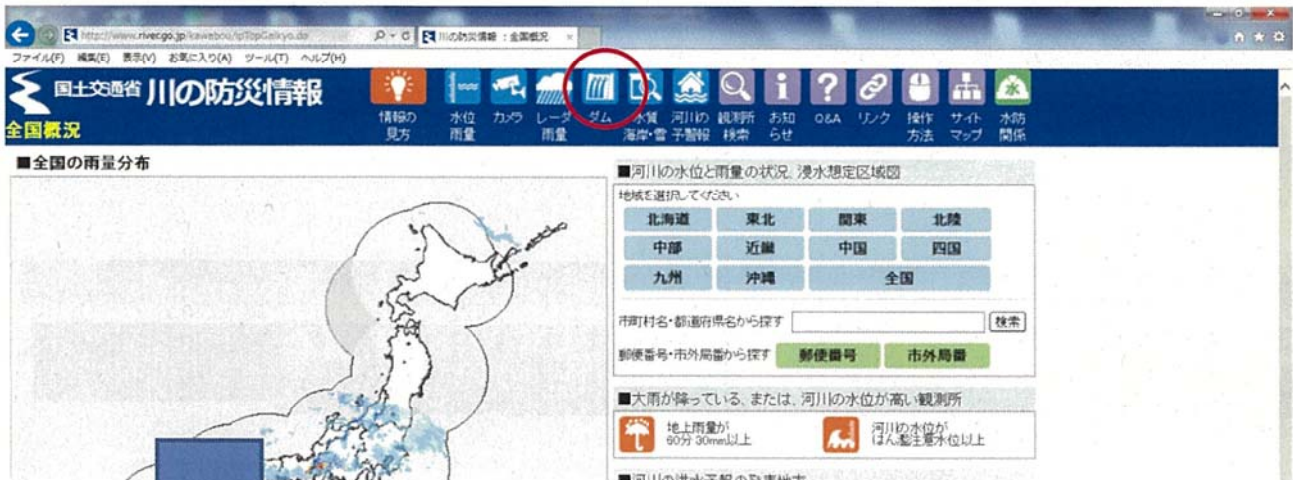 http://www.river.go.jp/kawabou/ipTopGaikyo.do
川の防災情報 : 全国概況
ファイル(F) 編集(E) 表示(V) お気に入り(A) ツール(T) ヘルプ(H)
国土交通省 川の防災情報
全国概況
情報の見方
水位雨量
カメラ
レーダ雨量
ダム
水質海岸・雪
河川の予警報
観測所検索
お知らせ
Q&A
リンク
操作方法
サイトマップ
水防関係
■全国の雨量分布
■河川の水位と雨量の状況、浸水想定区域図
地域を選択してください
北海道 東北 関東 北陸
中部 近畿 中国 四国
九州 沖縄 全国
市町村名・都道府県名から探す 検索
郵便番号・市外局番から探す 郵便番号 市外局番
■大雨が降っている、または、河川の水位が高い観測所
地上雨量が
60分 30mm以上
河川の水位が
はん濫注意水位以上
■河川の洪水予報の発表地方